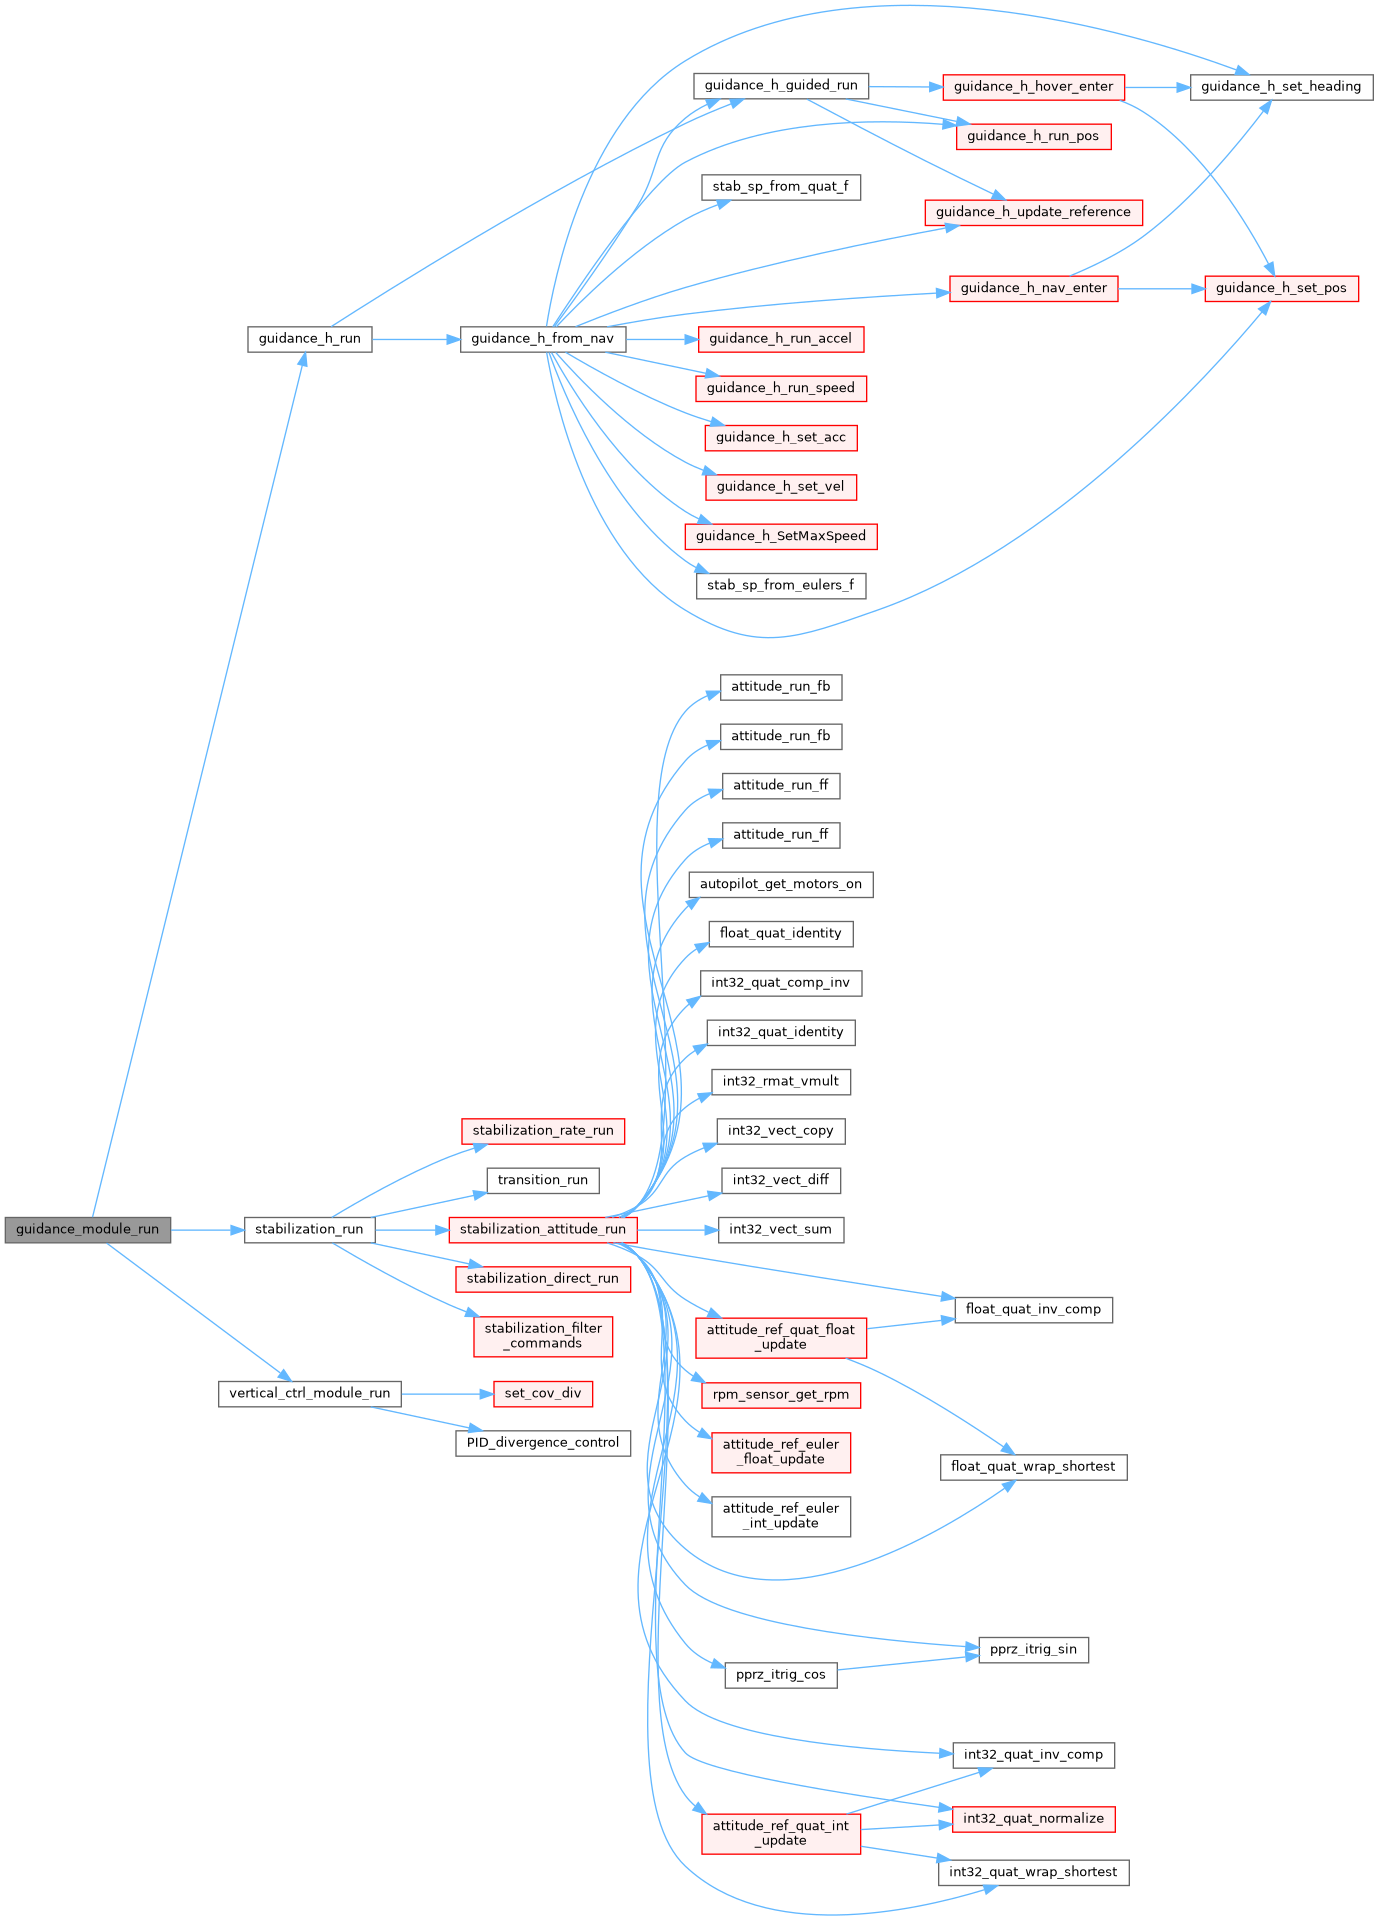 guidance_module_run
guidance_h_run
guidance_h_guided_run
guidance_h_hover_enter
guidance_h_set_heading
guidance_h_run_pos
stab_sp_from_quat_f
guidance_h_update_reference
guidance_h_nav_enter
guidance_h_set_pos
guidance_h_from_nav
guidance_h_run_accel
guidance_h_run_speed
guidance_h_set_acc
guidance_h_set_vel
guidance_h_SetMaxSpeed
stab_sp_from_eulers_f
stabilization_run
stabilization_rate_run
transition_run
stabilization_attitude_run
stabilization_direct_run
stabilization_filter
_commands
attitude_run_fb
attitude_run_fb
attitude_run_ff
attitude_run_ff
autopilot_get_motors_on
float_quat_identity
int32_quat_comp_inv
int32_quat_identity
int32_rmat_vmult
int32_vect_copy
int32_vect_diff
int32_vect_sum
float_quat_inv_comp
attitude_ref_quat_float
_update
rpm_sensor_get_rpm
attitude_ref_euler
_float_update
float_quat_wrap_shortest
attitude_ref_euler
_int_update
pprz_itrig_sin
pprz_itrig_cos
int32_quat_inv_comp
int32_quat_normalize
attitude_ref_quat_int
_update
int32_quat_wrap_shortest
vertical_ctrl_module_run
set_cov_div
PID_divergence_control